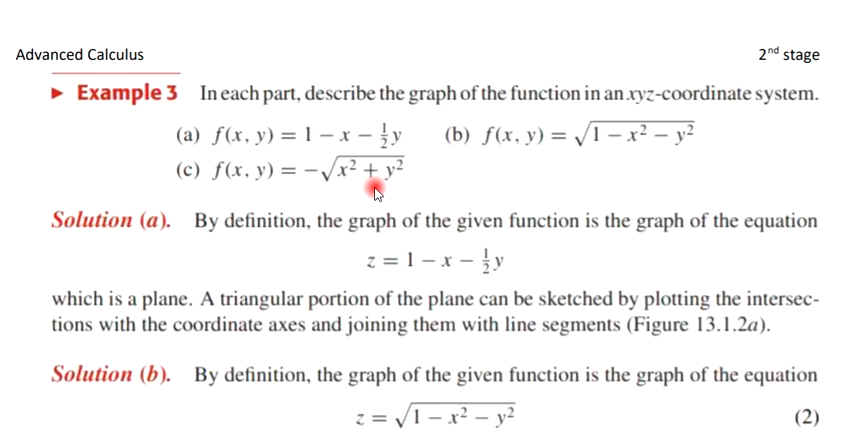 Advanced Calculus 2nd stage
▶ Example 3 In each part, describe the graph of the function in an xyz-coordinate system.
(a) f(x, y) = 1 − x − ½y (b) f(x, y) = √(1 − x² − y²)
(c) f(x, y) = −√(x² + y²)
Solution (a). By definition, the graph of the given function is the graph of the equation
z = 1 − x − ½y
which is a plane. A triangular portion of the plane can be sketched by plotting the intersec-
tions with the coordinate axes and joining them with line segments (Figure 13.1.2a).
Solution (b). By definition, the graph of the given function is the graph of the equation
z = √(1 − x² − y²) (2)